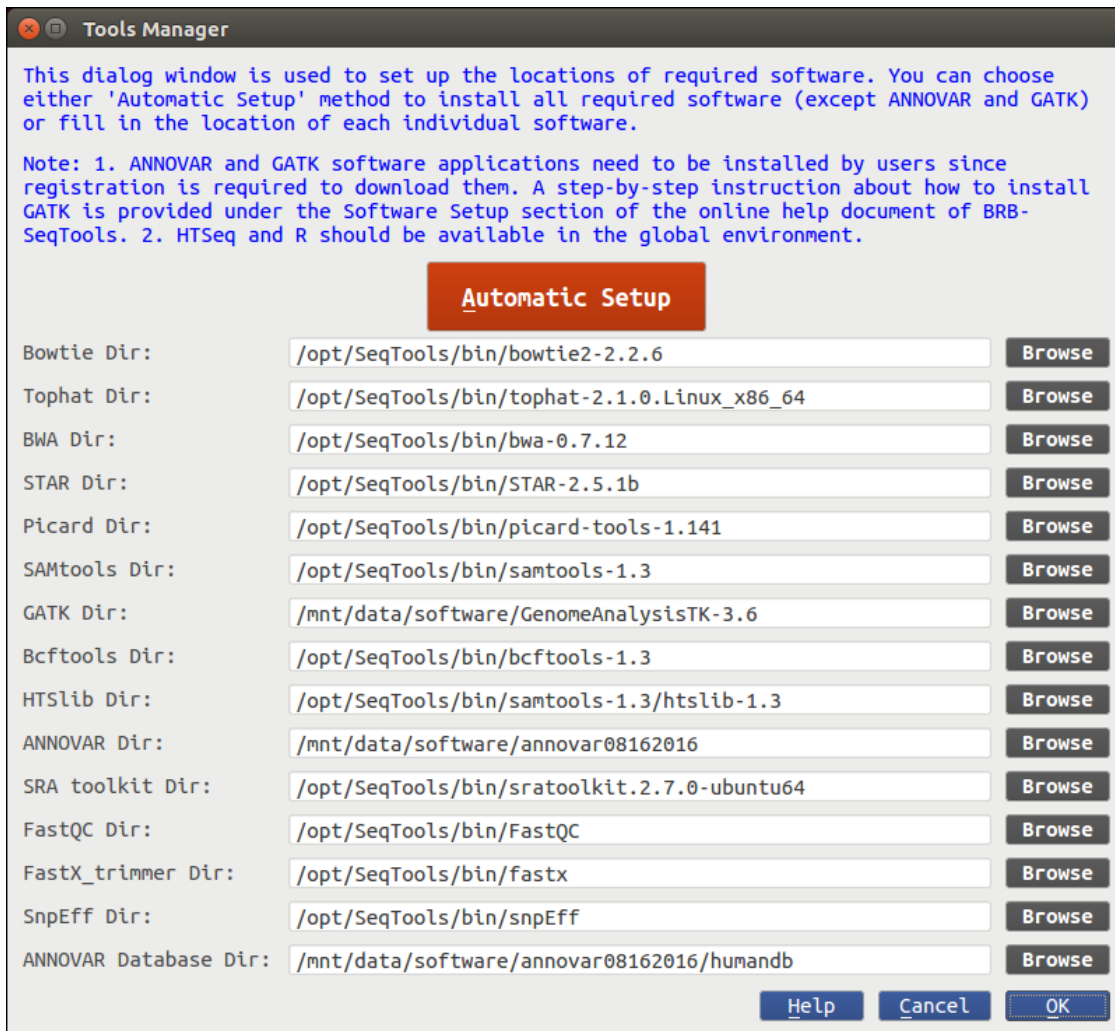 Tools Manager
This dialog window is used to set up the locations of required software. You can choose
either 'Automatic Setup' method to install all required software (except ANNOVAR and GATK)
or fill in the location of each individual software.
Note: 1. ANNOVAR and GATK software applications need to be installed by users since
registration is required to download them. A step-by-step instruction about how to install
GATK is provided under the Software Setup section of the online help document of BRB-
SeqTools. 2. HTSeq and R should be available in the global environment.
Automatic Setup
Bowtie Dir: /opt/SeqTools/bin/bowtie2-2.2.6 Browse
Tophat Dir: /opt/SeqTools/bin/tophat-2.1.0.Linux_x86_64 Browse
BWA Dir: /opt/SeqTools/bin/bwa-0.7.12 Browse
STAR Dir: /opt/SeqTools/bin/STAR-2.5.1b Browse
Picard Dir: /opt/SeqTools/bin/picard-tools-1.141 Browse
SAMtools Dir: /opt/SeqTools/bin/samtools-1.3 Browse
GATK Dir: /mnt/data/software/GenomeAnalysisTK-3.6 Browse
Bcftools Dir: /opt/SeqTools/bin/bcftools-1.3 Browse
HTSlib Dir: /opt/SeqTools/bin/samtools-1.3/htslib-1.3 Browse
ANNOVAR Dir: /mnt/data/software/annovar08162016 Browse
SRA toolkit Dir: /opt/SeqTools/bin/sratoolkit.2.7.0-ubuntu64 Browse
FastQC Dir: /opt/SeqTools/bin/FastQC Browse
FastX_trimmer Dir: /opt/SeqTools/bin/fastx Browse
SnpEff Dir: /opt/SeqTools/bin/snpEff Browse
ANNOVAR Database Dir: /mnt/data/software/annovar08162016/humandb Browse
Help Cancel OK